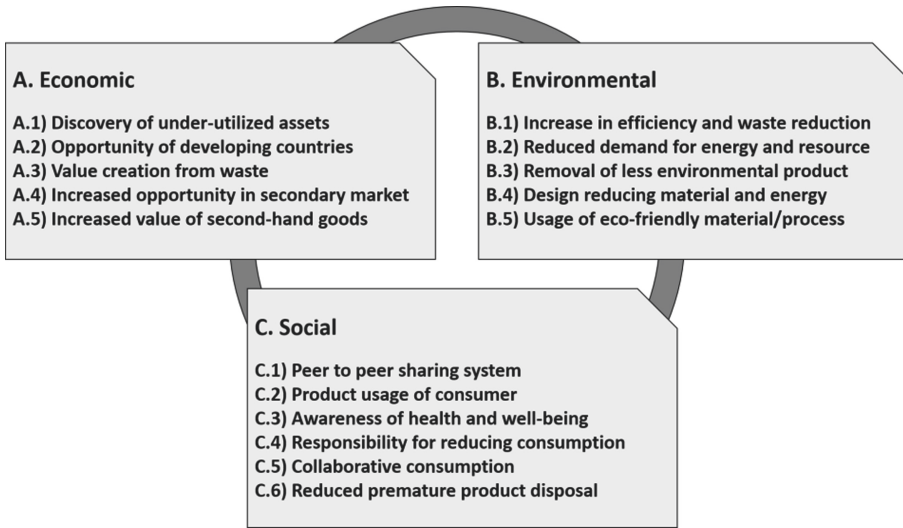 A. Economic
A.1) Discovery of under-utilized assets
A.2) Opportunity of developing countries
A.3) Value creation from waste
A.4) Increased opportunity in secondary market
A.5) Increased value of second-hand goods
B. Environmental
B.1) Increase in efficiency and waste reduction
B.2) Reduced demand for energy and resource
B.3) Removal of less environmental product
B.4) Design reducing material and energy
B.5) Usage of eco-friendly material/process
C. Social
C.1) Peer to peer sharing system
C.2) Product usage of consumer
C.3) Awareness of health and well-being
C.4) Responsibility for reducing consumption
C.5) Collaborative consumption
C.6) Reduced premature product disposal